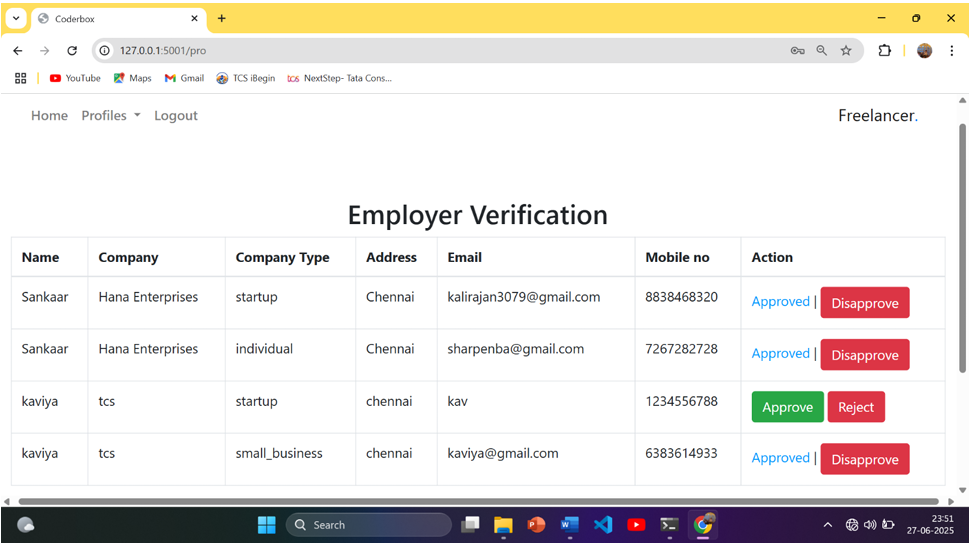 Coderbox
127.0.0.1:5001/pro
YouTube Maps Gmail TCS iBegin tcs NextStep- Tata Cons...
Home Profiles Logout Freelancer.
Employer Verification
Name Company Company Type Address Email Mobile no Action
Sankaar Hana Enterprises startup Chennai kalirajan3079@gmail.com 8838468320 Approved | Disapprove
Sankaar Hana Enterprises individual Chennai sharpenba@gmail.com 7267282728 Approved | Disapprove
kaviya tcs startup chennai kav 1234556788 Approve Reject
kaviya tcs small_business chennai kaviya@gmail.com 6383614933 Approved | Disapprove
Search 23:51
27-06-2025